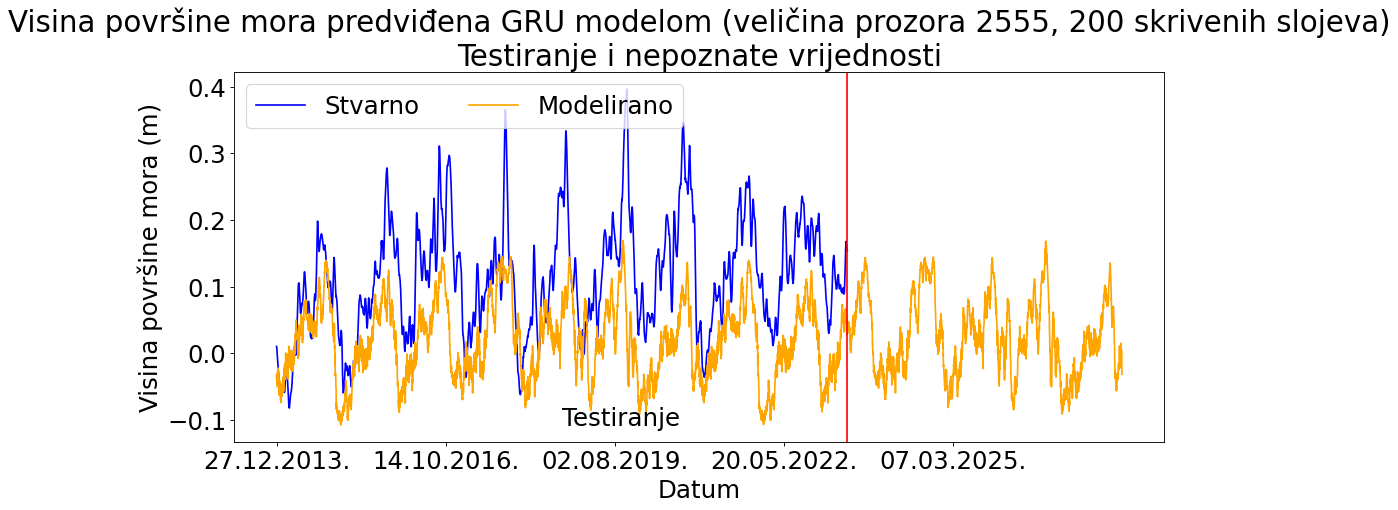 Visina površine mora predviđena GRU modelom (veličina prozora 2555, 200 skrivenih slojeva)
Testiranje i nepoznate vrijednosti
Stvarno Modelirano
Visina površine mora (m)
0.4
0.3
0.2
0.1
0.0
−0.1
Testiranje
27.12.2013. 14.10.2016. 02.08.2019. 20.05.2022. 07.03.2025.
Datum